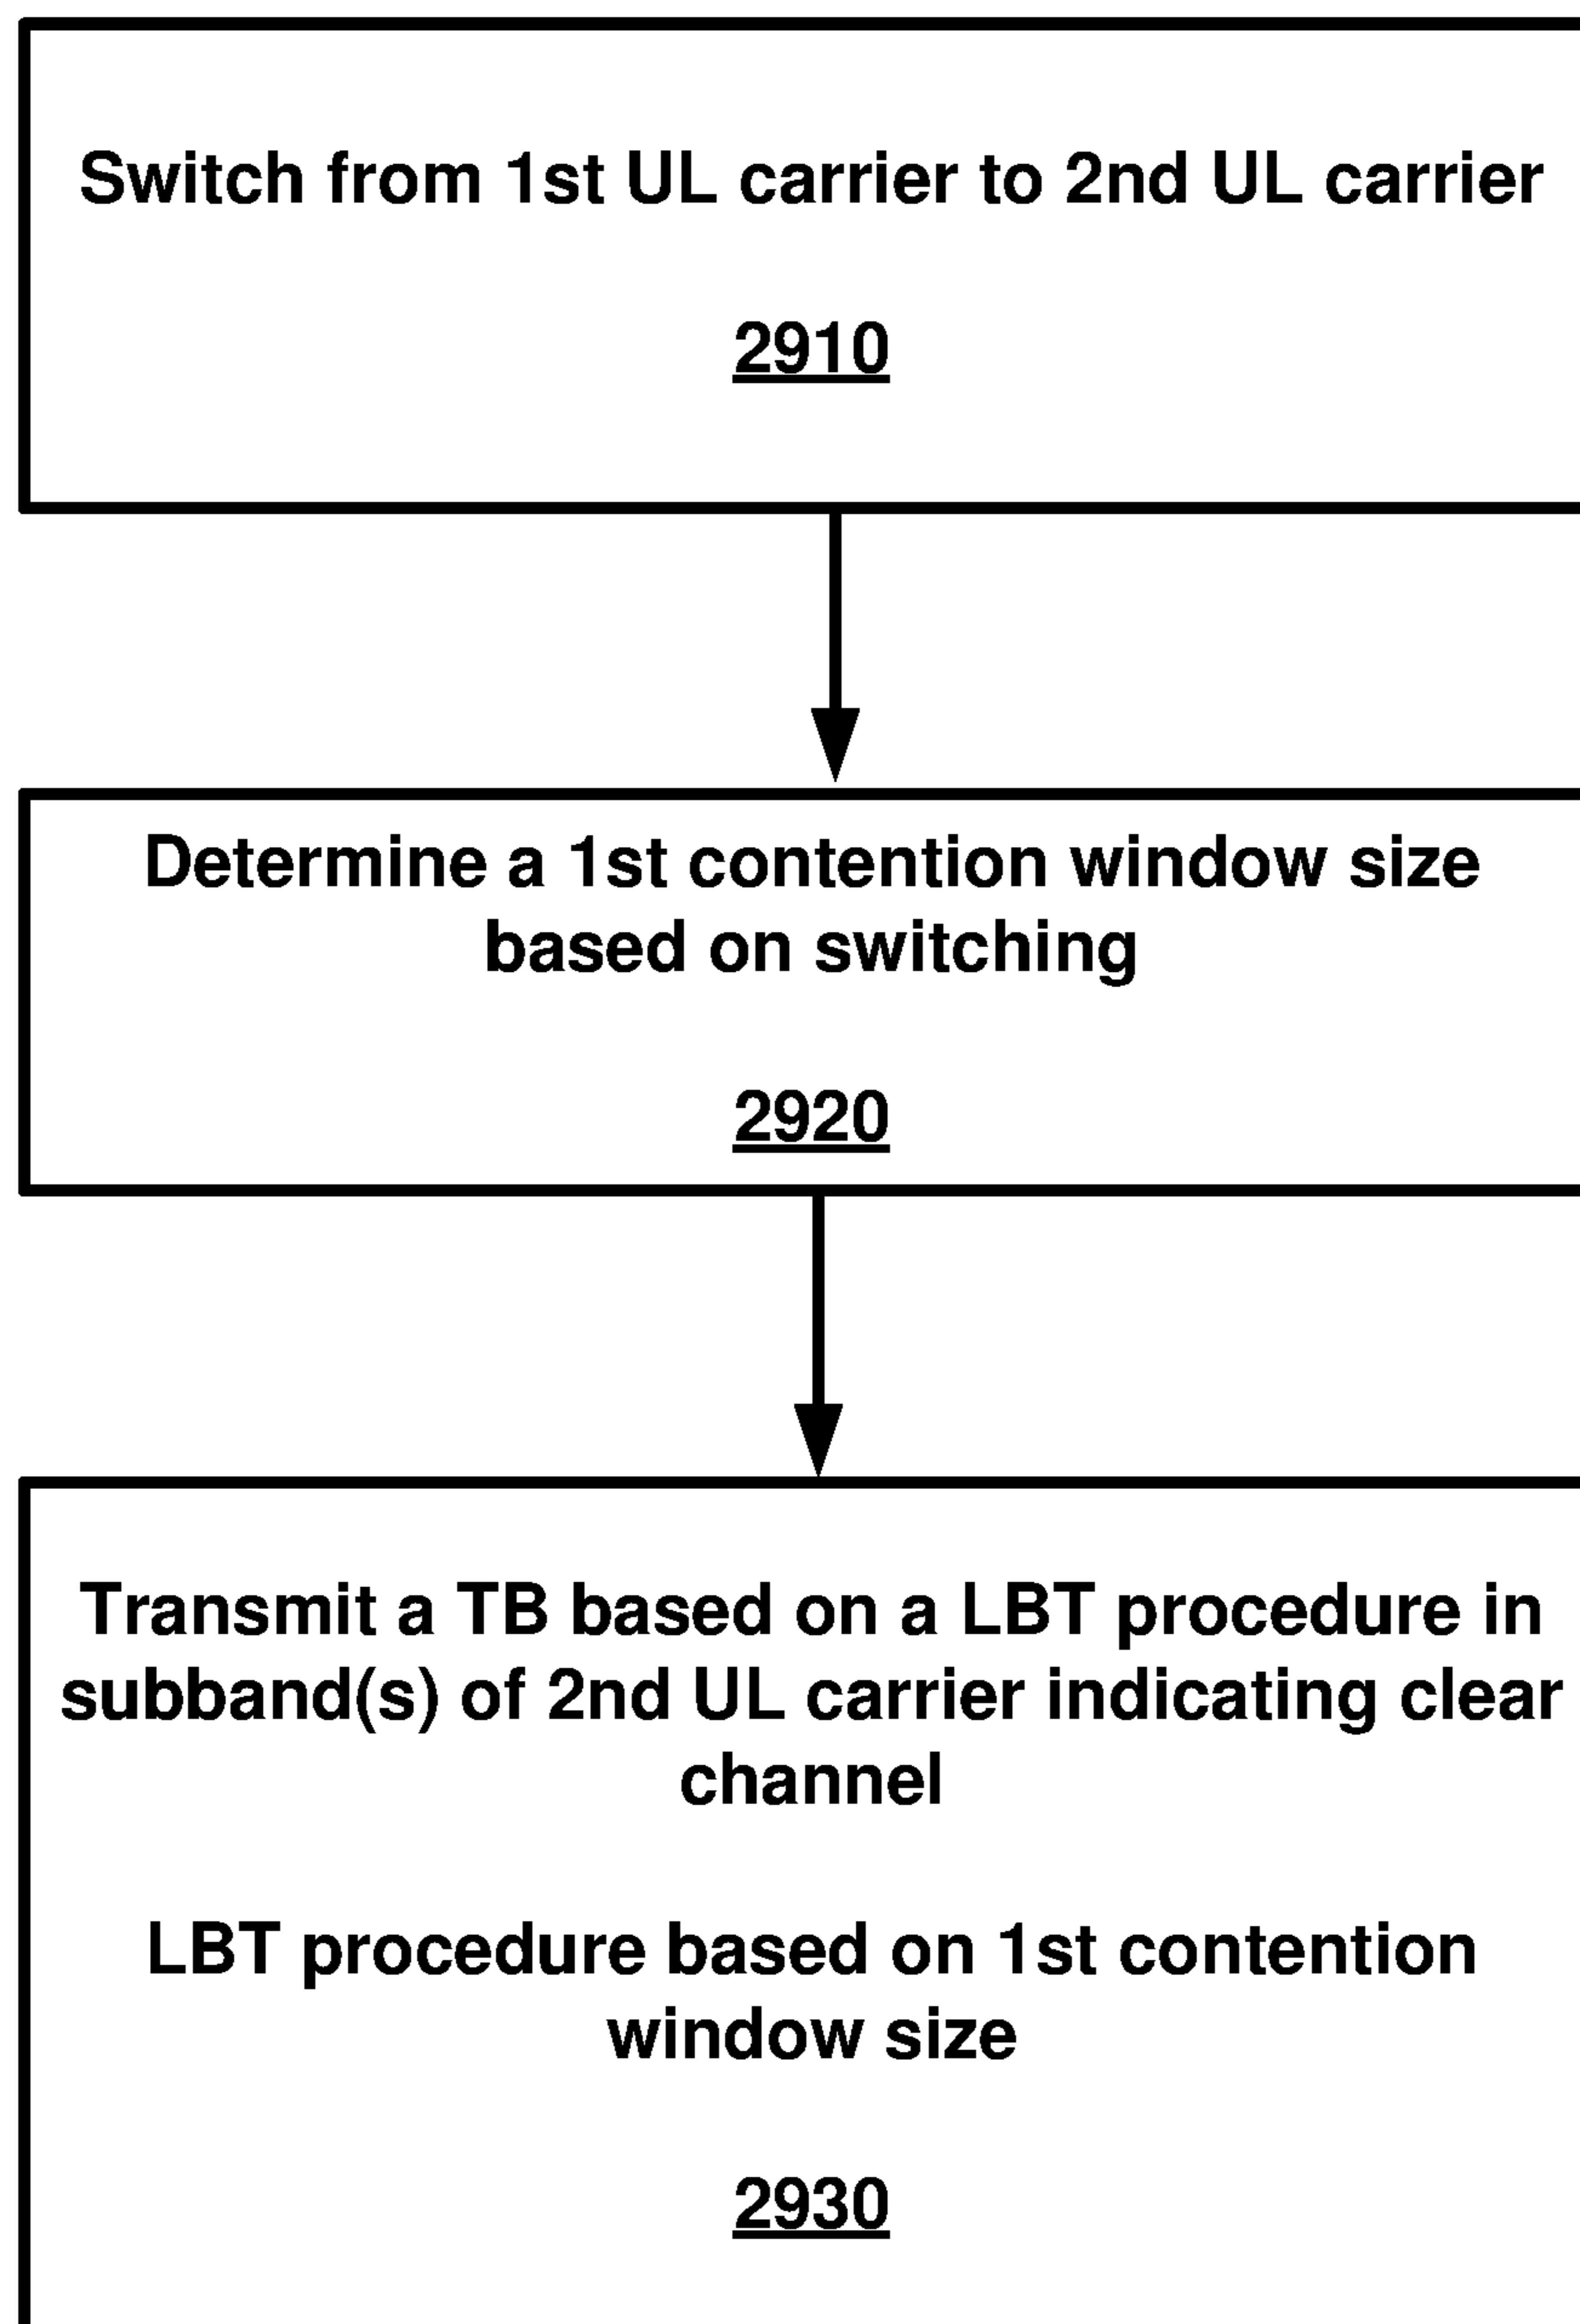 Switch from 1st UL carrier to 2nd UL carrier
2910
Determine a 1st contention window size
based on switching
2920
Transmit a TB based on a LBT procedure in
subband(s) of 2nd UL carrier indicating clear
channel
LBT procedure based on 1st contention
window size
2930